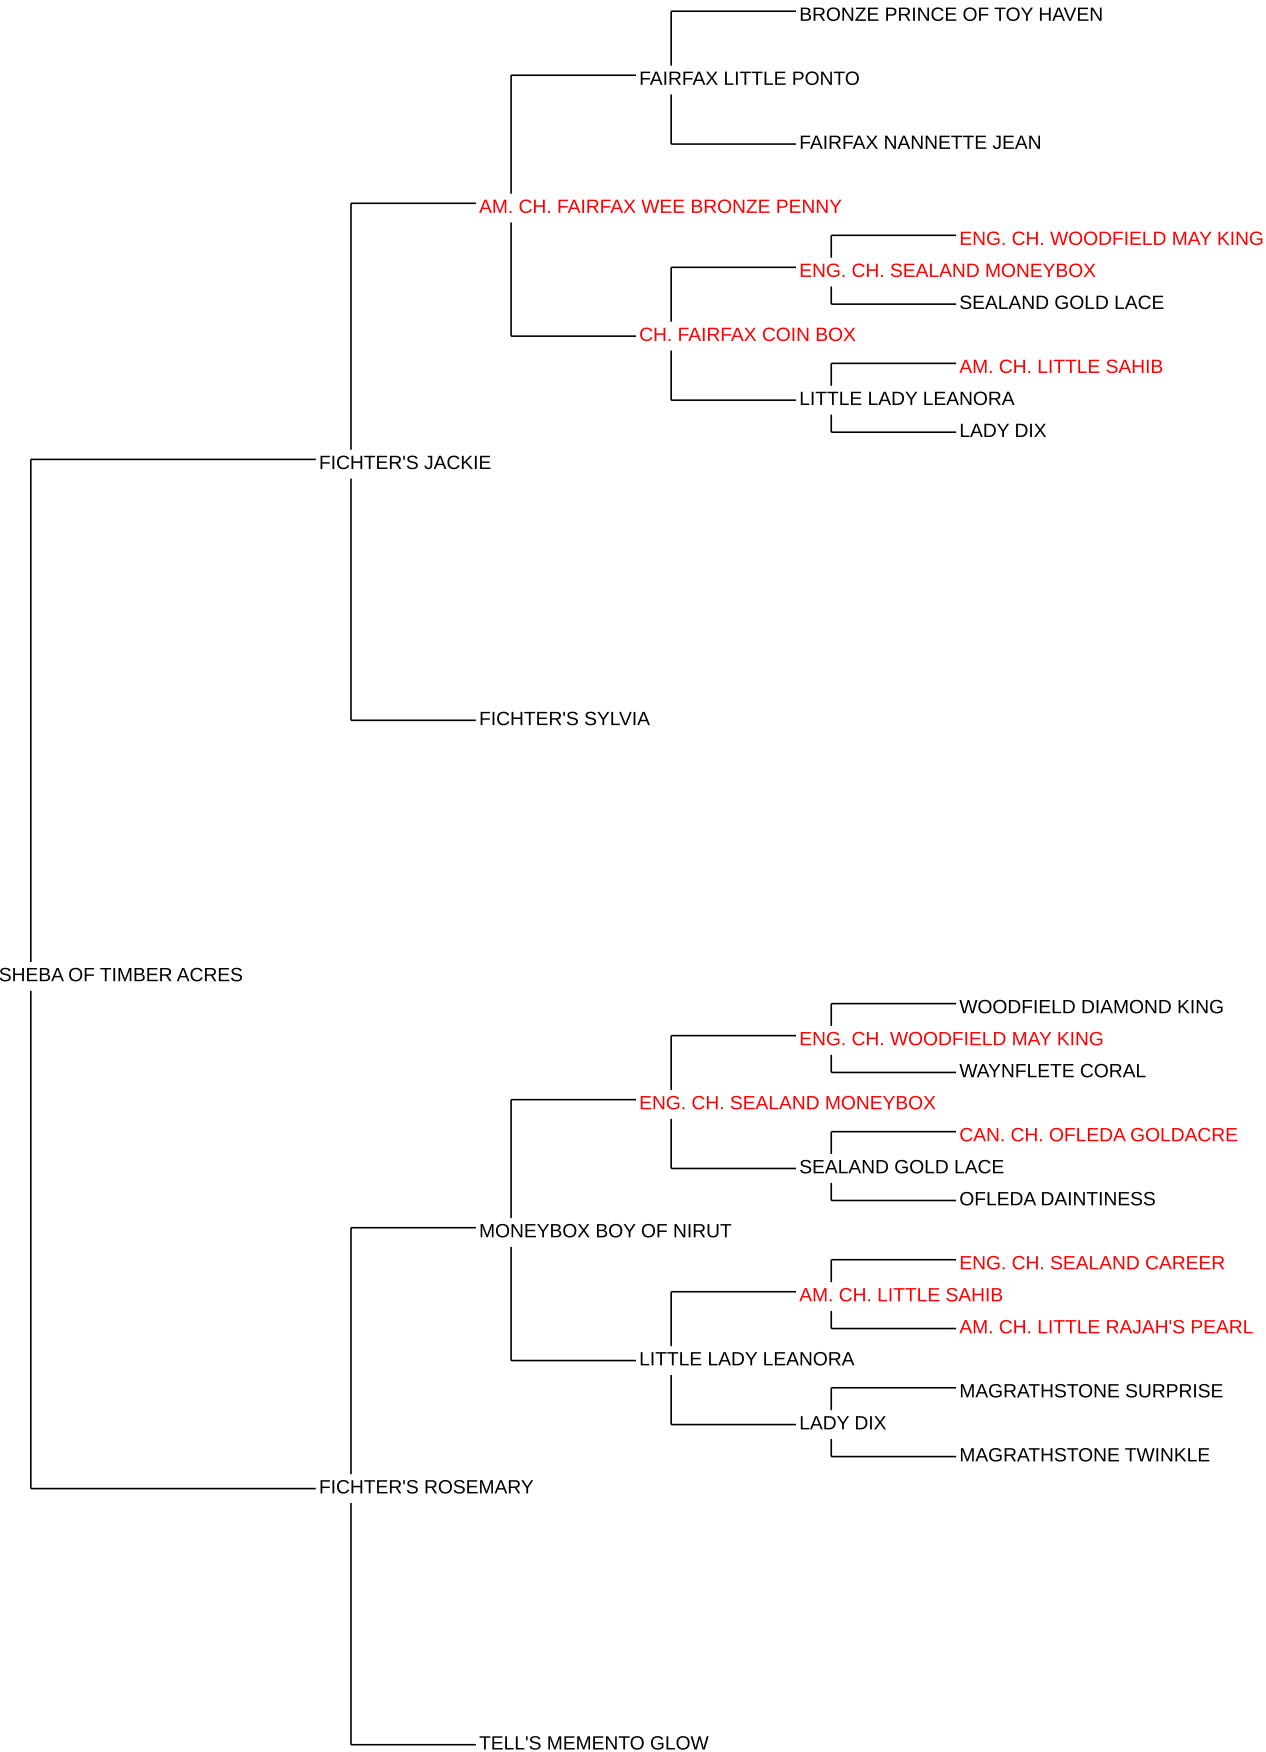 BRONZE PRINCE OF TOY HAVEN
FAIRFAX LITTLE PONTO
FAIRFAX NANNETTE JEAN
AM. CH. FAIRFAX WEE BRONZE PENNY
ENG. CH. WOODFIELD MAY KING
ENG. CH. SEALAND MONEYBOX
SEALAND GOLD LACE
CH. FAIRFAX COIN BOX
AM. CH. LITTLE SAHIB
LITTLE LADY LEANORA
LADY DIX
FICHTER'S JACKIE
FICHTER'S SYLVIA
SHEBA OF TIMBER ACRES
WOODFIELD DIAMOND KING
ENG. CH. WOODFIELD MAY KING
WAYNFLETE CORAL
ENG. CH. SEALAND MONEYBOX
CAN. CH. OFLEDA GOLDACRE
SEALAND GOLD LACE
OFLEDA DAINTINESS
MONEYBOX BOY OF NIRUT
ENG. CH. SEALAND CAREER
AM. CH. LITTLE SAHIB
AM. CH. LITTLE RAJAH'S PEARL
LITTLE LADY LEANORA
MAGRATHSTONE SURPRISE
LADY DIX
MAGRATHSTONE TWINKLE
FICHTER'S ROSEMARY
TELL'S MEMENTO GLOW